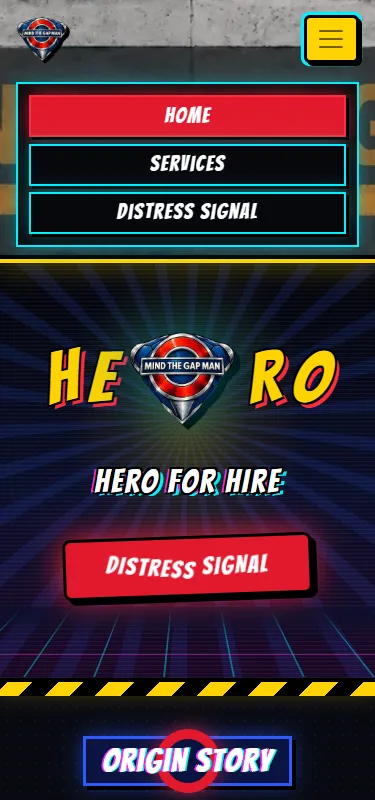 MIND THE GAP MAN
HOME
SERVICES
DISTRESS SIGNAL
HE RO
MIND THE GAP MAN
HERO FOR HIRE
DISTRESS SIGNAL
ORIGIN STORY